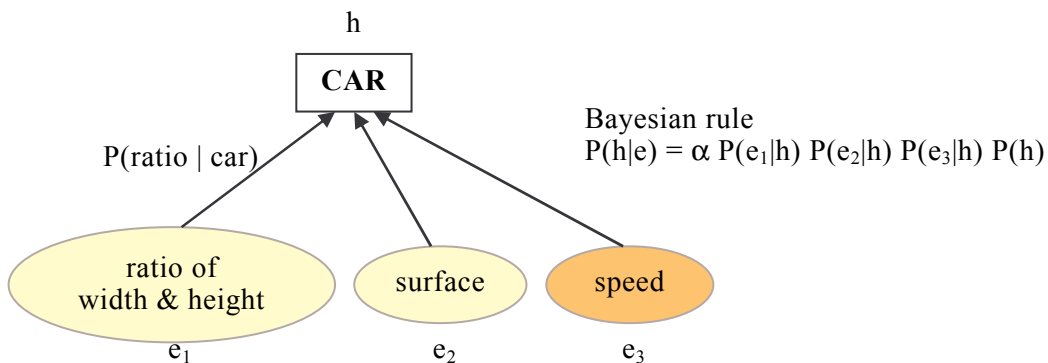 h
CAR
Bayesian rule
P(h|e) = α P(e₁|h) P(e₂|h) P(e₃|h) P(h)
P(ratio | car)
ratio of
width & height
surface
speed
e₁
e₂
e₃